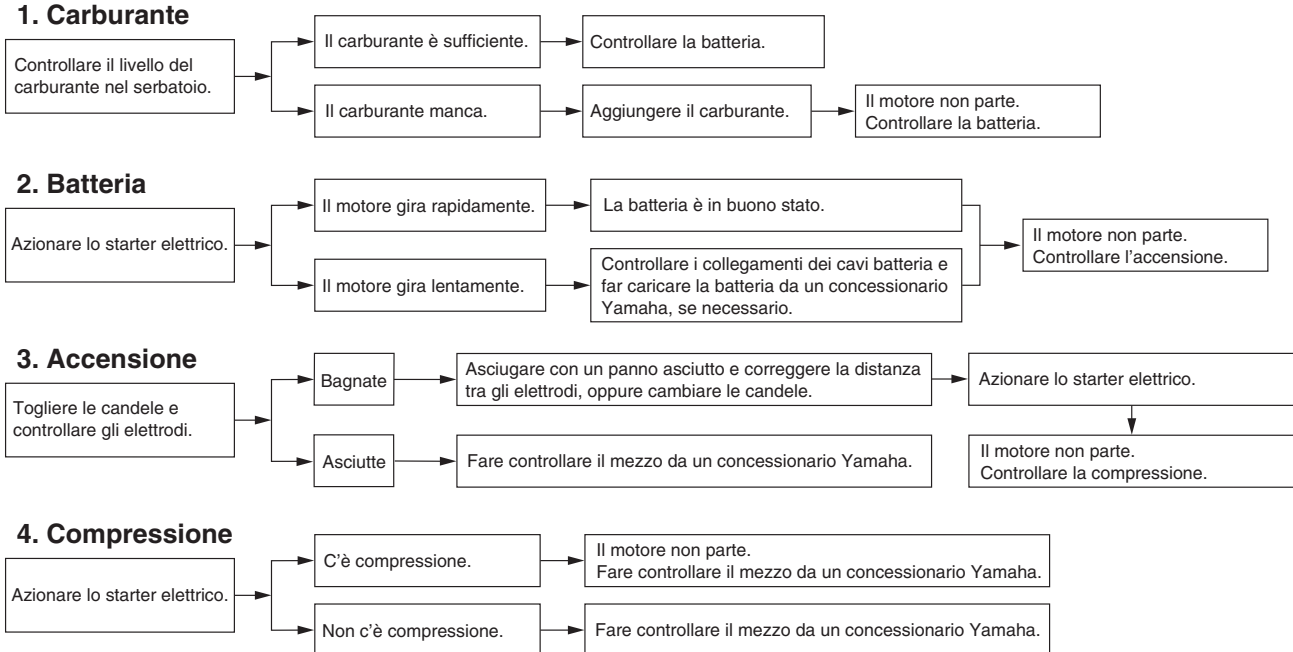 1. Carburante
Controllare il livello del
carburante nel serbatoio.
Il carburante è sufficiente.
Controllare la batteria.
Il carburante manca.
Aggiungere il carburante.
Il motore non parte.
Controllare la batteria.
2. Batteria
Azionare lo starter elettrico.
Il motore gira rapidamente.
La batteria è in buono stato.
Il motore gira lentamente.
Controllare i collegamenti dei cavi batteria e
far caricare la batteria da un concessionario
Yamaha, se necessario.
Il motore non parte.
Controllare l’accensione.
3. Accensione
Togliere le candele e
controllare gli elettrodi.
Bagnate
Asciugare con un panno asciutto e correggere la distanza
tra gli elettrodi, oppure cambiare le candele.
Azionare lo starter elettrico.
Asciutte
Fare controllare il mezzo da un concessionario Yamaha.
Il motore non parte.
Controllare la compressione.
4. Compressione
Azionare lo starter elettrico.
C’è compressione.
Il motore non parte.
Fare controllare il mezzo da un concessionario Yamaha.
Non c’è compressione.
Fare controllare il mezzo da un concessionario Yamaha.